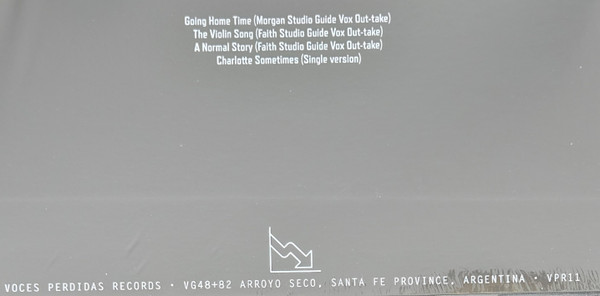 Going Home Time (Morgan Studio Guide Vox Out-take)
The Violin Song (Faith Studio Guide Vox Out-take)
A Normal Story (Faith Studio Guide Vox Out-take)
Charlotte Sometimes (Single version)
VOCES PERDIDAS RECORDS · VG48+82 ARROYO SECO, SANTA FE PROVINCE, ARGENTINA · VPR11